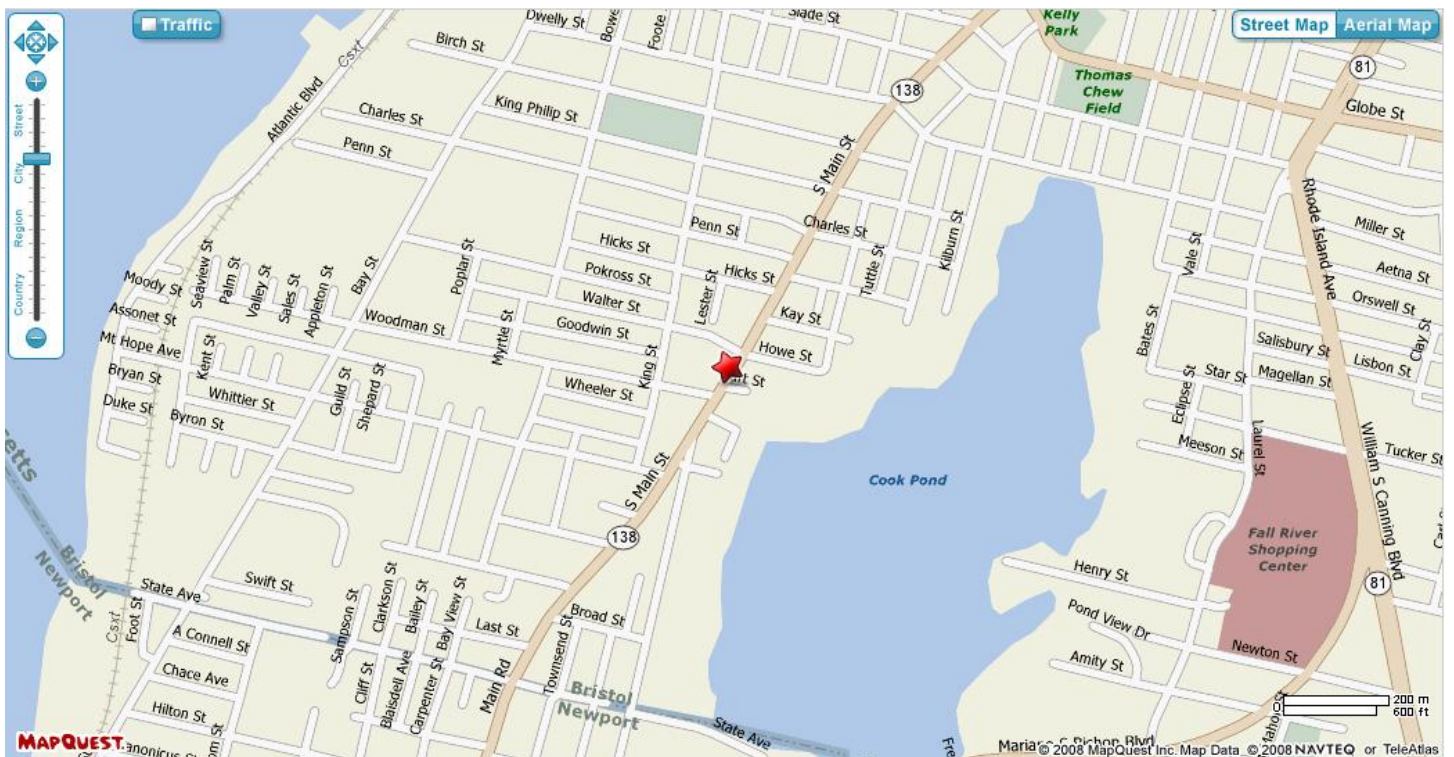 Traffic
Street Map
Aerial Map
Street
City
Region
Country
Dwelly St
Slade St
Foote
Kelly
Park
Birch St
Csxt
81
138
Thomas
Chew
Field
Globe St
Atlantic Blvd
King Philip St
Charles St
Penn St
S Main St
Rhode Island Ave
Miller St
Penn St
Charles St
Kilburn St
Hicks St
Vale St
Seaview St
Palm St
Valley St
Sales St
Appleton St
Bay St
Poplar St
Pokross St
Hicks St
Tuttle St
Aetna St
Moody St
Lester St
Orswell St
Walter St
Kay St
Assonet St
Woodman St
Goodwin St
Myrtle St
Bates St
Salisbury St
Clay St
Mt Hope Ave
Kent St
King St
Howe St
Lisbon St
Bryan St
Wheeler St
Star St
Magellan St
Eclipse St
Duke St
Whittier St
Guild St
Shepard St
Byron St
Laurel St
William S Canning Blvd
Meeson St
Tucker St
S Main St
Cook Pond
138
Fall River
Shopping
Center
Bristol
Newport
Henry St
81
State Ave
Swift St
Clarkson St
Bailey St
Bay View St
Sampson St
Broad St
Pond View Dr
Csxt
Foot St
A Connell St
Last St
Townsend St
Newton St
Amity St
Chace Ave
Cliff St
Blaisdell Ave
Carpenter St
Main Rd
Bristol
Newport
Hilton St
State Ave
200 m
0
600 ft
MAPQUEST.
© 2008 MapQuest Inc. Map Data © 2008 NAVTEQ or TeleAtlas